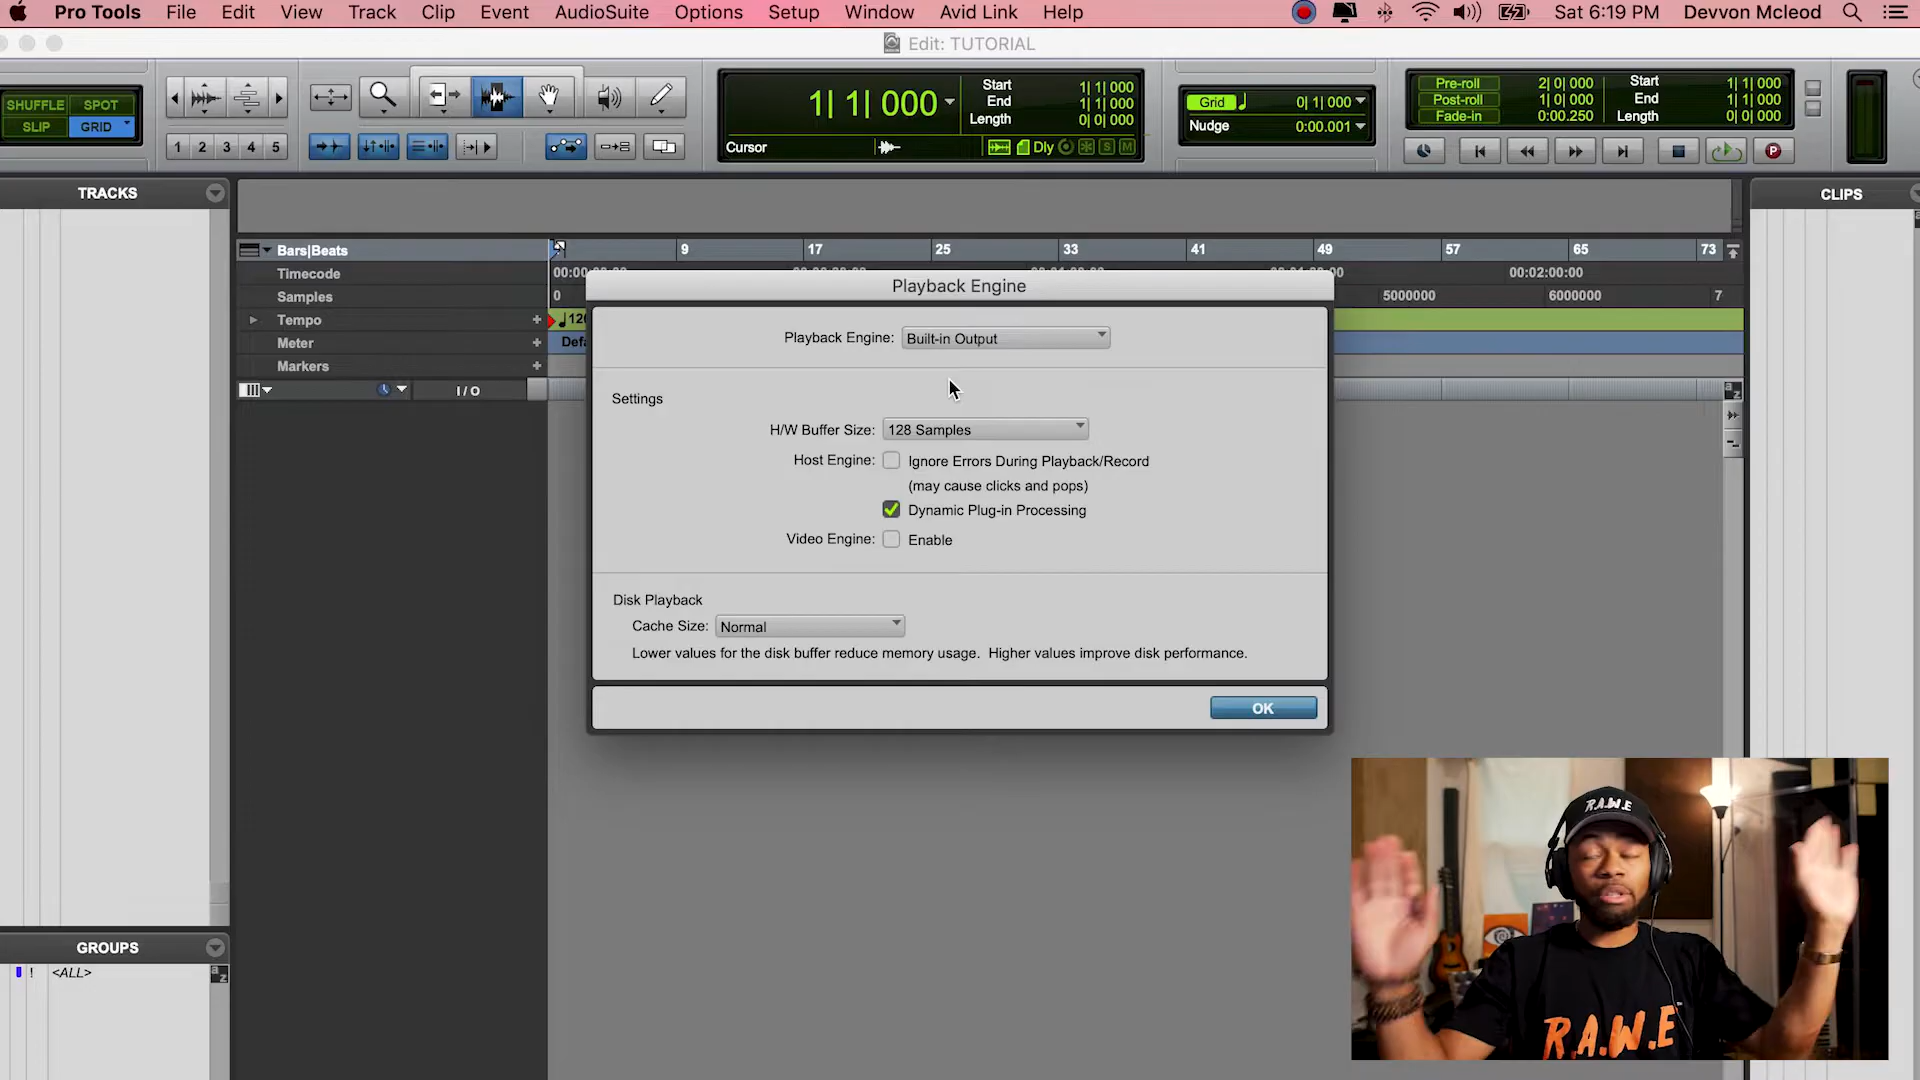 Pro Tools File Edit View Track Clip Event AudioSuite Options Setup Window Avid Link Help Sat 6:19 PM Devvon Mcleod
Edit: TUTORIAL
SHUFFLE SPOT
SLIP GRID
1 2 3 4 5
1| 1| 000
Start 1| 1| 000
End 1| 1| 000
Length 0| 0| 000
Cursor Dly S M
Grid 0| 1| 000
Nudge 0:00.001
Pre-roll 2| 0| 000
Post-roll 1| 0| 000
Fade-in 0:00.250
Start 1| 1| 000
End 1| 1| 000
Length 0| 0| 000
P
TRACKS
CLIPS
Bars|Beats 9 17 25 33 41 49 57 65 73
Timecode 00:02:00:00
Samples 0 5000000 6000000 7
Tempo
Meter
Markers
I/O
a z
Playback Engine
Playback Engine: Built-in Output
Settings
H/W Buffer Size: 128 Samples
Host Engine: Ignore Errors During Playback/Record
(may cause clicks and pops)
Dynamic Plug-in Processing
Video Engine: Enable
Disk Playback
Cache Size: Normal
Lower values for the disk buffer reduce memory usage. Higher values improve disk performance.
OK
GROUPS
! <ALL>
a z
R.A.W.E
R.A.W.E